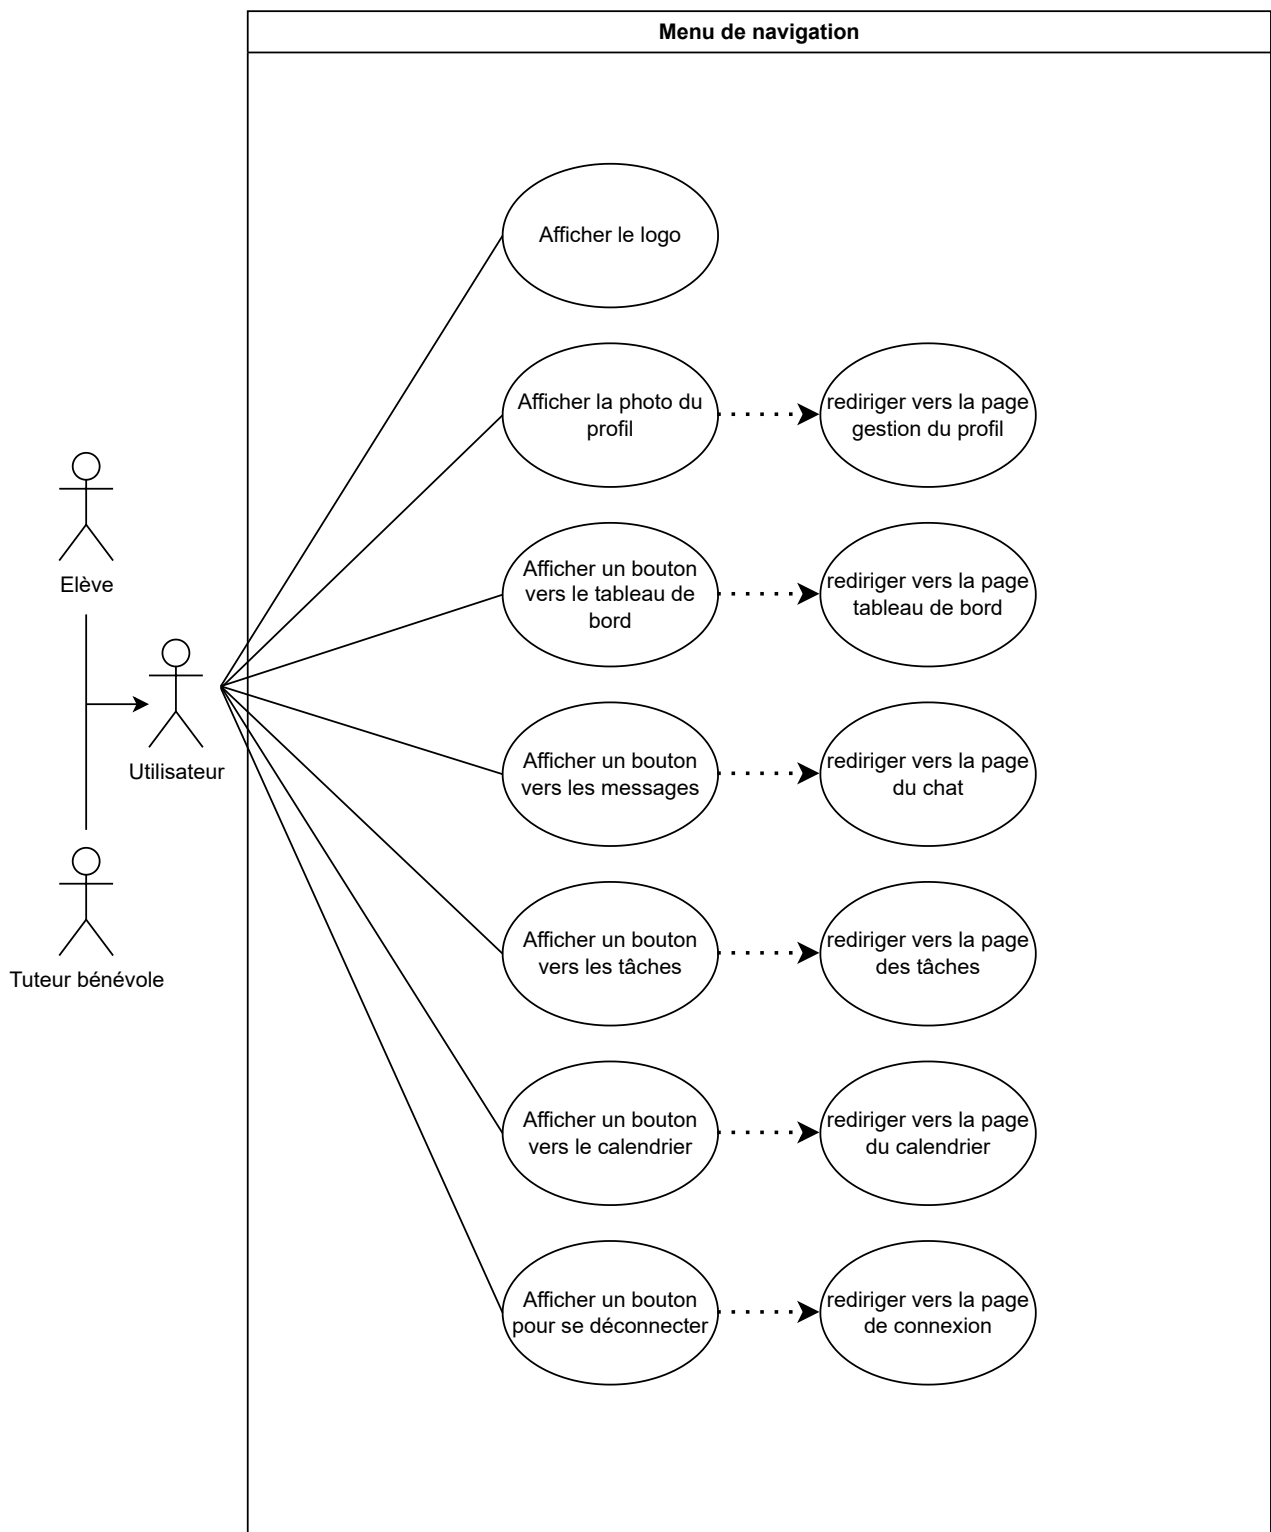 Menu de navigation
Afficher le logo
Afficher la photo du
profil
rediriger vers la page
gestion du profil
Elève
Afficher un bouton
vers le tableau de
bord
rediriger vers la page
tableau de bord
Utilisateur
Afficher un bouton
vers les messages
rediriger vers la page
du chat
Tuteur bénévole
Afficher un bouton
vers les tâches
rediriger vers la page
des tâches
Afficher un bouton
vers le calendrier
rediriger vers la page
du calendrier
Afficher un bouton
pour se déconnecter
rediriger vers la page
de connexion